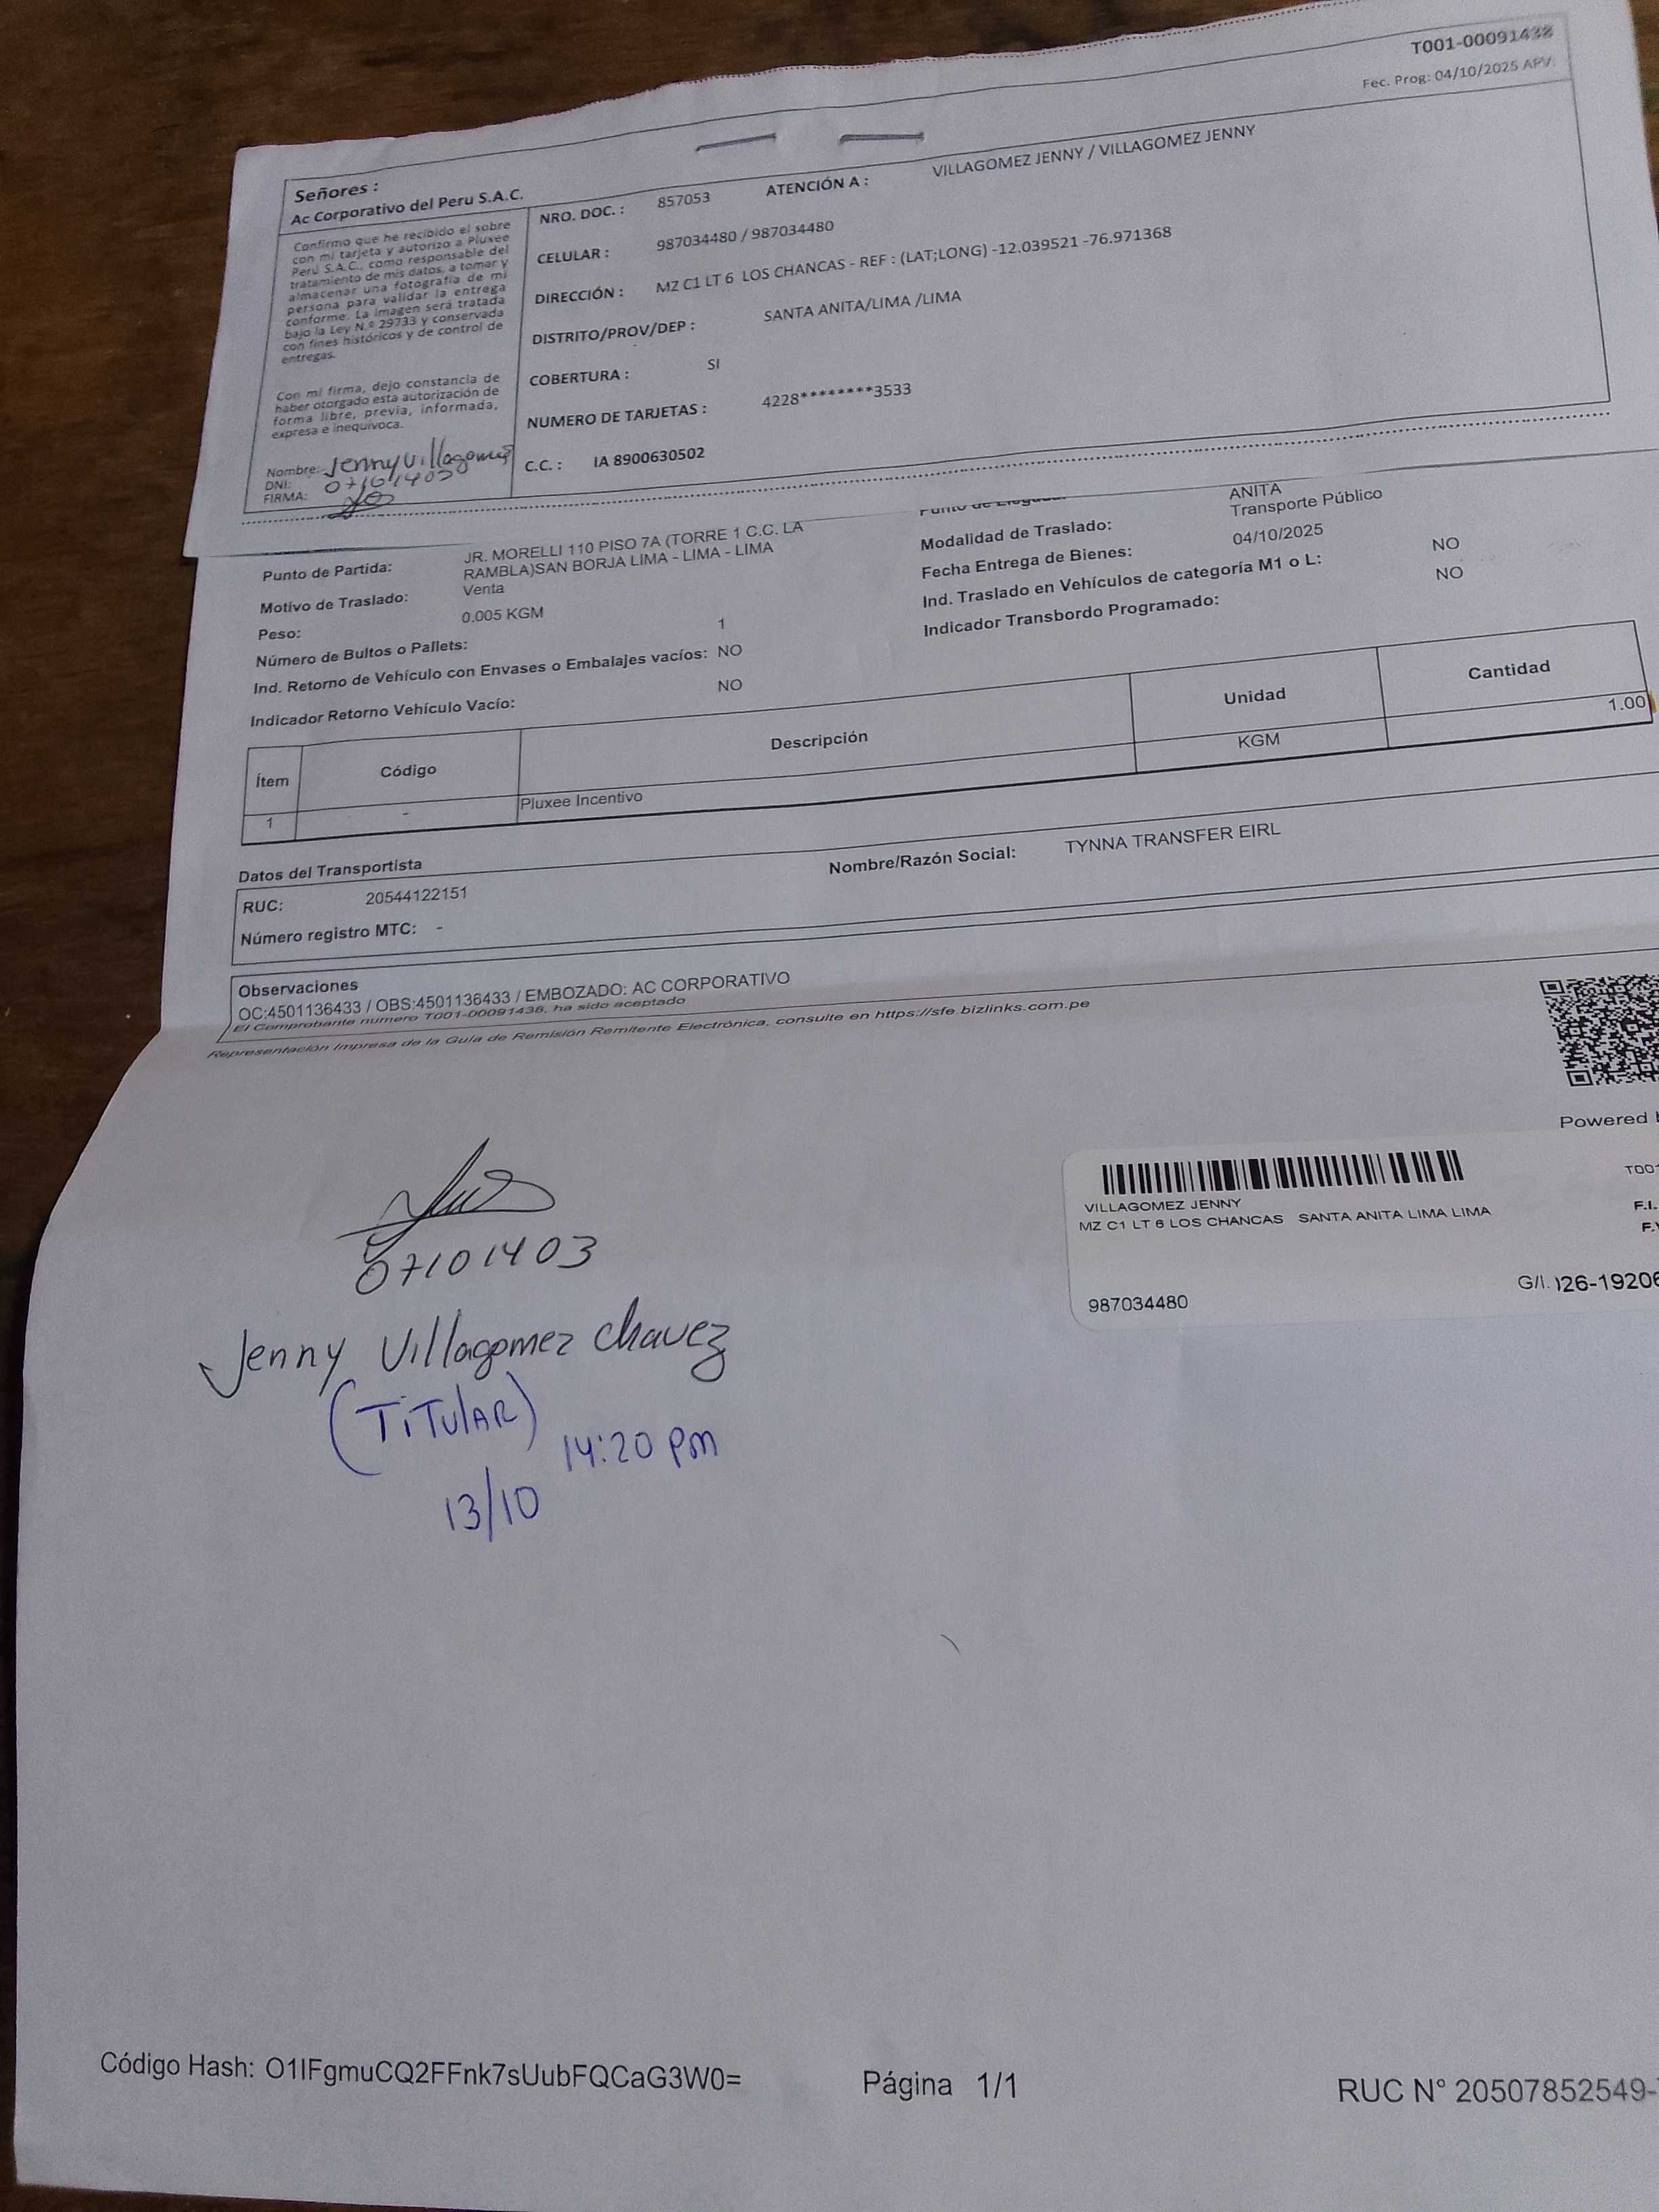 T001-00091438
Fec. Prog: 04/10/2025 APV:
Señores :
Ac Corporativo del Peru S.A.C.
Confirmo que he recibido el sobre
con mi tarjeta y autorizo a Pluxee
Perú S.A.C., como responsable del
tratamiento de mis datos, a tomar y
almacenar una fotografía de mi
persona para validar la entrega
conforme. La imagen será tratada
bajo la Ley N.° 29733 y conservada
con fines históricos y de control de
entregas.
Con mi firma, dejo constancia de
haber otorgado esta autorización de
forma libre, previa, informada,
expresa e inequívoca.
Nombre: Jenny Villagomez
DNI: 07101403
FIRMA:
NRO. DOC. : 857053 ATENCIÓN A : VILLAGOMEZ JENNY / VILLAGOMEZ JENNY
CELULAR : 987034480 / 987034480
DIRECCIÓN : MZ C1 LT 6 LOS CHANCAS - REF : (LAT;LONG) -12.039521 -76.971368
DISTRITO/PROV/DEP : SANTA ANITA/LIMA /LIMA
COBERTURA : SI
NUMERO DE TARJETAS : 4228********3533
C.C. : IA 8900630502
Punto de Partida: JR. MORELLI 110 PISO 7A (TORRE 1 C.C. LA
RAMBLA)SAN BORJA LIMA - LIMA - LIMA
Motivo de Traslado: Venta
Peso: 0.005 KGM
Número de Bultos o Pallets: 1
Ind. Retorno de Vehículo con Envases o Embalajes vacíos: NO
Indicador Retorno Vehículo Vacío: NO
Punto de Llegada: ANITA
Modalidad de Traslado: Transporte Público
Fecha Entrega de Bienes: 04/10/2025
Ind. Traslado en Vehículos de categoría M1 o L: NO
Indicador Transbordo Programado: NO
Ítem Código Descripción Unidad Cantidad
1 - Pluxee Incentivo KGM 1.00
Datos del Transportista
RUC: 20544122151 Nombre/Razón Social: TYNNA TRANSFER EIRL
Número registro MTC: -
Observaciones
OC:4501136433 / OBS:4501136433 / EMBOZADO: AC CORPORATIVO
El Comprobante numero T001-00091438, ha sido aceptado
Representación Impresa de la Guía de Remisión Remitente Electrónica, consulte en https://sfe.bizlinks.com.pe
Powered
T001
VILLAGOMEZ JENNY
MZ C1 LT 6 LOS CHANCAS SANTA ANITA LIMA LIMA
F.I.
G/I. 026-19206
987034480
07101403
Jenny Villagomez Chavez
(TITULAR)
14:20 pm
13/10
Código Hash: O1IFgmuCQ2FFnk7sUubFQCaG3W0=
Página 1/1
RUC N° 20507852549-